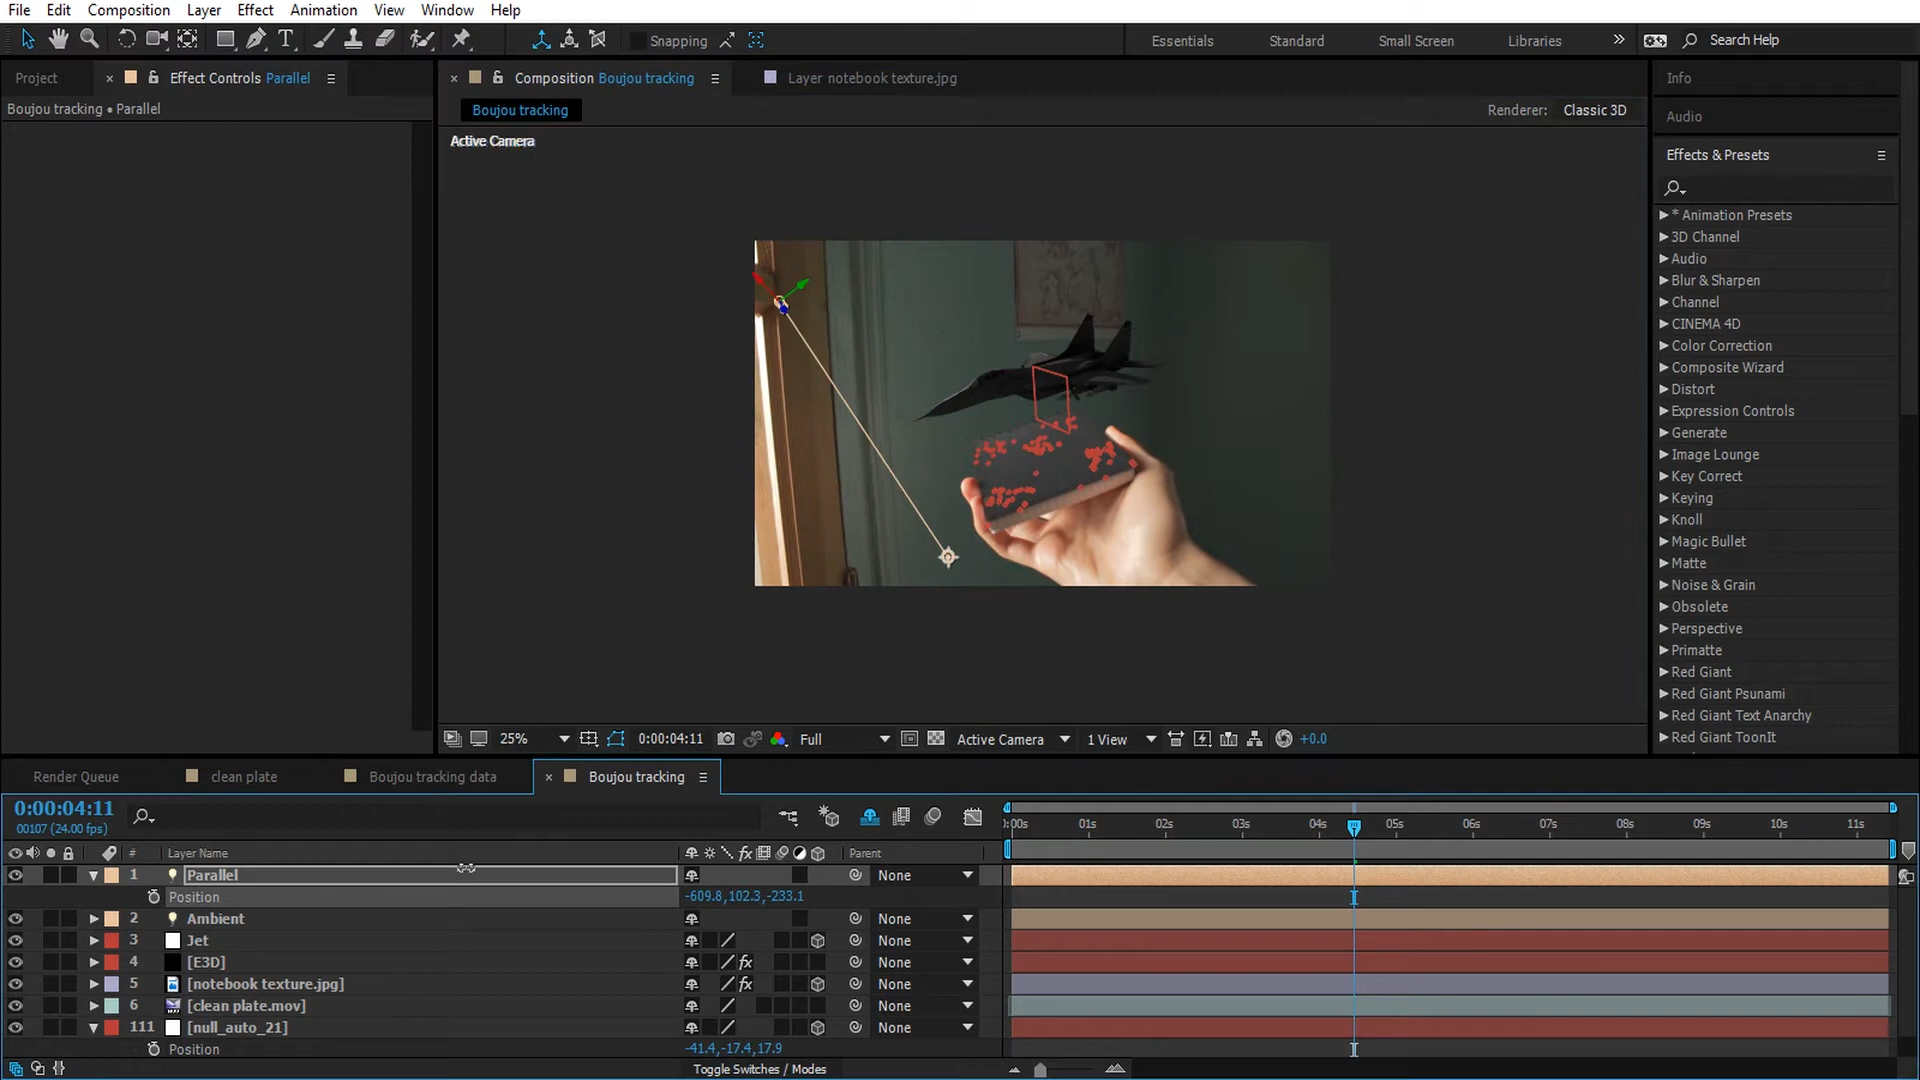 File Edit Composition Layer Effect Animation View Window Help
Snapping Essentials Standard Small Screen Libraries Search Help
Project Effect Controls Parallel Composition Boujou tracking Layer notebook texture.jpg Info
Boujou tracking • Parallel Boujou tracking Renderer: Classic 3D Audio
Active Camera
Effects & Presets
* Animation Presets
3D Channel
Audio
Blur & Sharpen
Channel
CINEMA 4D
Color Correction
Composite Wizard
Distort
Expression Controls
Generate
Image Lounge
Key Correct
Keying
Knoll
Magic Bullet
Matte
Noise & Grain
Obsolete
Perspective
Primatte
Red Giant
Red Giant Psunami
Red Giant Text Anarchy
Red Giant ToonIt
25% 0:00:04:11 Full Active Camera 1 View +0.0
Render Queue clean plate Boujou tracking data Boujou tracking
0:00:04:11
00107 (24.00 fps)
:00s 01s 02s 03s 04s 05s 06s 07s 08s 09s 10s 11s
# Layer Name fx Parent
1 Parallel None
Position -609.8,102.3,-233.1
2 Ambient None
3 Jet None
4 [E3D] fx None
5 [notebook texture.jpg] fx None
6 [clean plate.mov] None
111 [null_auto_21] None
Position -41.4,-17.4,17.9
Toggle Switches / Modes